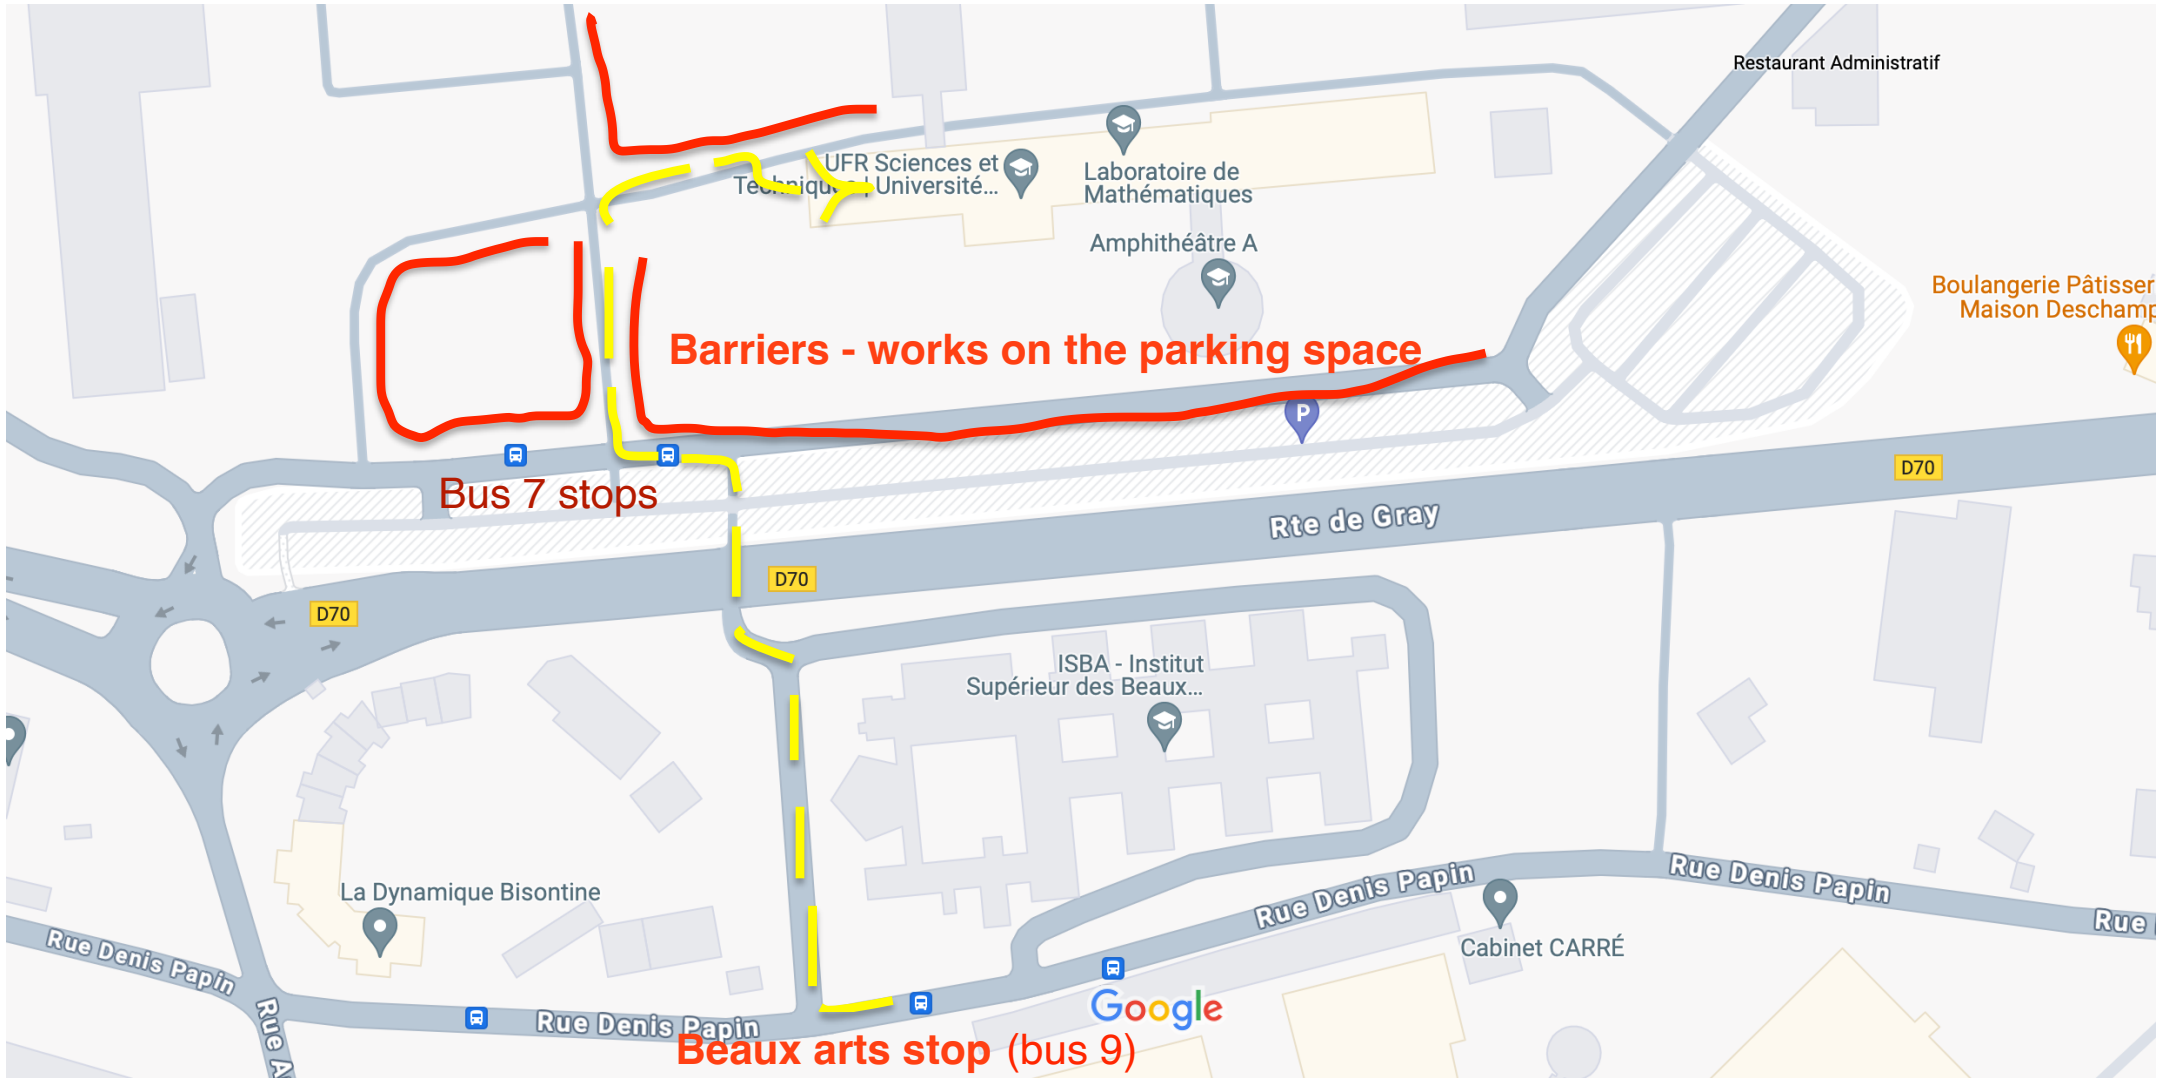 Restaurant Administratif
UFR Sciences et
Techniques | Université...
Laboratoire de
Mathématiques
Amphithéâtre A
Boulangerie Pâtisser
Maison Deschamp
Barriers - works on the parking space
P
Bus 7 stops
D70
Rte de Gray
D70
D70
ISBA - Institut
Supérieur des Beaux...
La Dynamique Bisontine
Rue Denis Papin
Rue Denis Papin
Rue Denis Papin
Rue Denis Papin
Rue
Cabinet CARRÉ
Rue A
Google
Beaux arts stop (bus 9)